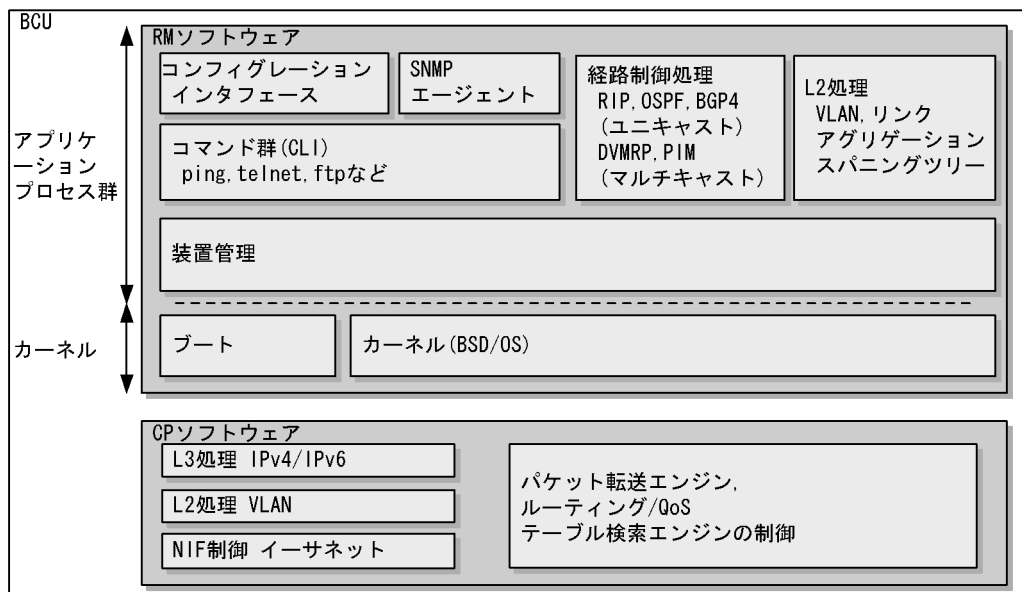 BCU
RMソフトウェア
コンフィグレーション
インタフェース
SNMP
エージェント
経路制御処理
RIP,OSPF,BGP4
(ユニキャスト)
DVMRP,PIM
(マルチキャスト)
L2処理
VLAN,リンク
アグリゲーション
スパニングツリー
コマンド群(CLI)
ping,telnet,ftpなど
アプリケ
ーション
プロセス群
装置管理
カーネル
ブート
カーネル(BSD/OS)
CPソフトウェア
L3処理 IPv4/IPv6
L2処理 VLAN
NIF制御 イーサネット
パケット転送エンジン,
ルーティング/QoS
テーブル検索エンジンの制御